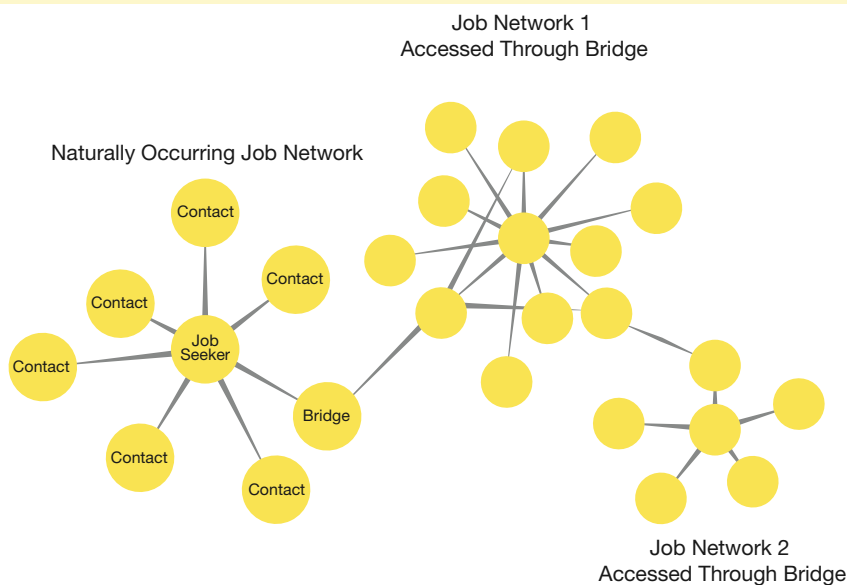 Job Network 1
Accessed Through Bridge
Naturally Occurring Job Network
Contact
Contact
Contact
Job
Seeker
Contact
Bridge
Contact
Contact
Job Network 2
Accessed Through Bridge